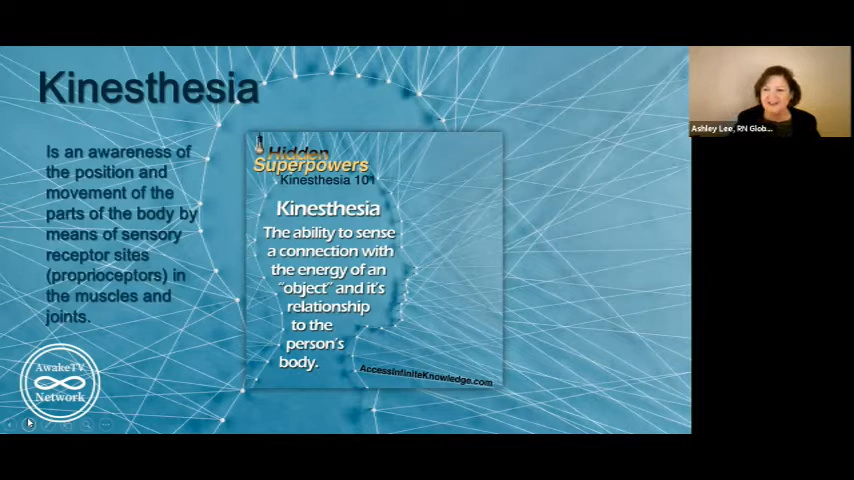 Kinesthesia
Is an awareness of
the position and
movement of the
parts of the body by
means of sensory
receptor sites
(proprioceptors) in
the muscles and
joints.
Hidden
Superpowers
Kinesthesia 101
Kinesthesia
The ability to sense
a connection with
the energy of an
"object" and it's
relationship
to the
person's
body.
AccessInfiniteKnowledge.com
AwakeTV
Network
Ashley Lee, RN Glob...